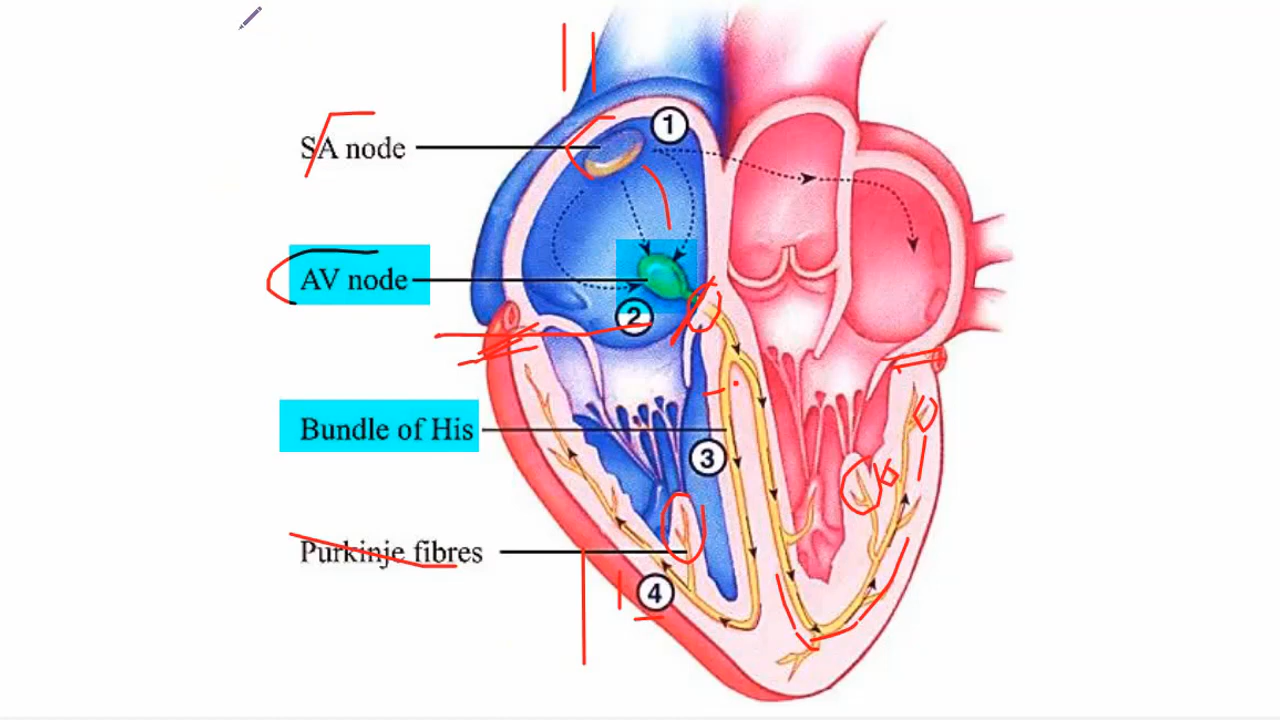 1
SA node
AV node
2
Bundle of His
3
Purkinje fibres
4